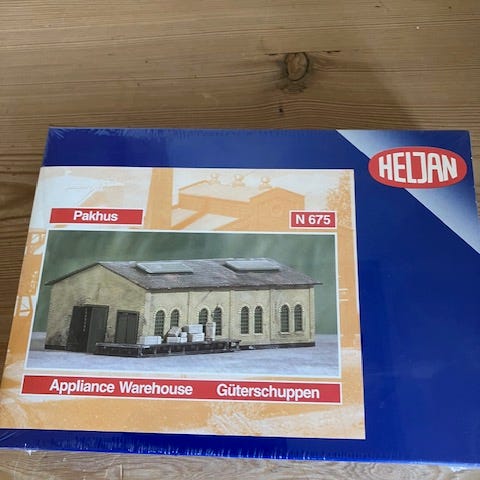 HELJAN
Pakhus
N 675
Appliance Warehouse Güterschuppen